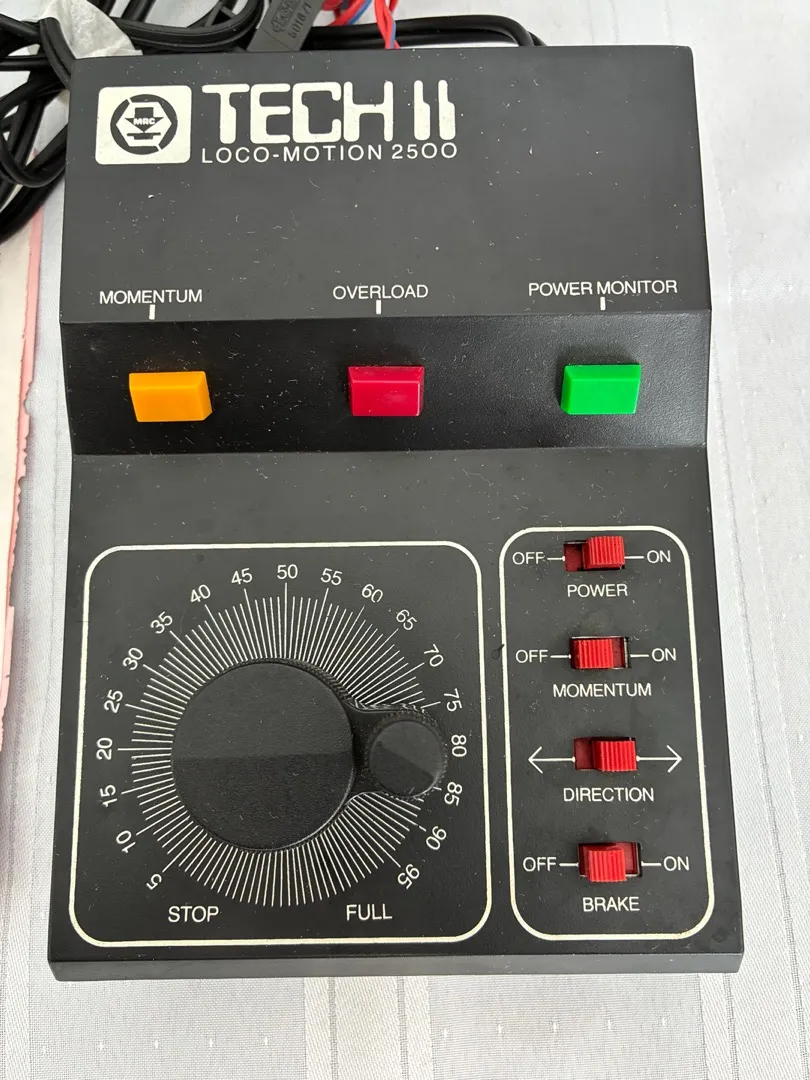 6018/1
MRC
TECH II
LOCO-MOTION 2500
MOMENTUM
OVERLOAD
POWER MONITOR
5
10
15
20
25
30
35
40
45
50
55
60
65
70
75
80
85
90
95
STOP
FULL
OFF ON
POWER
OFF ON
MOMENTUM
DIRECTION
OFF ON
BRAKE